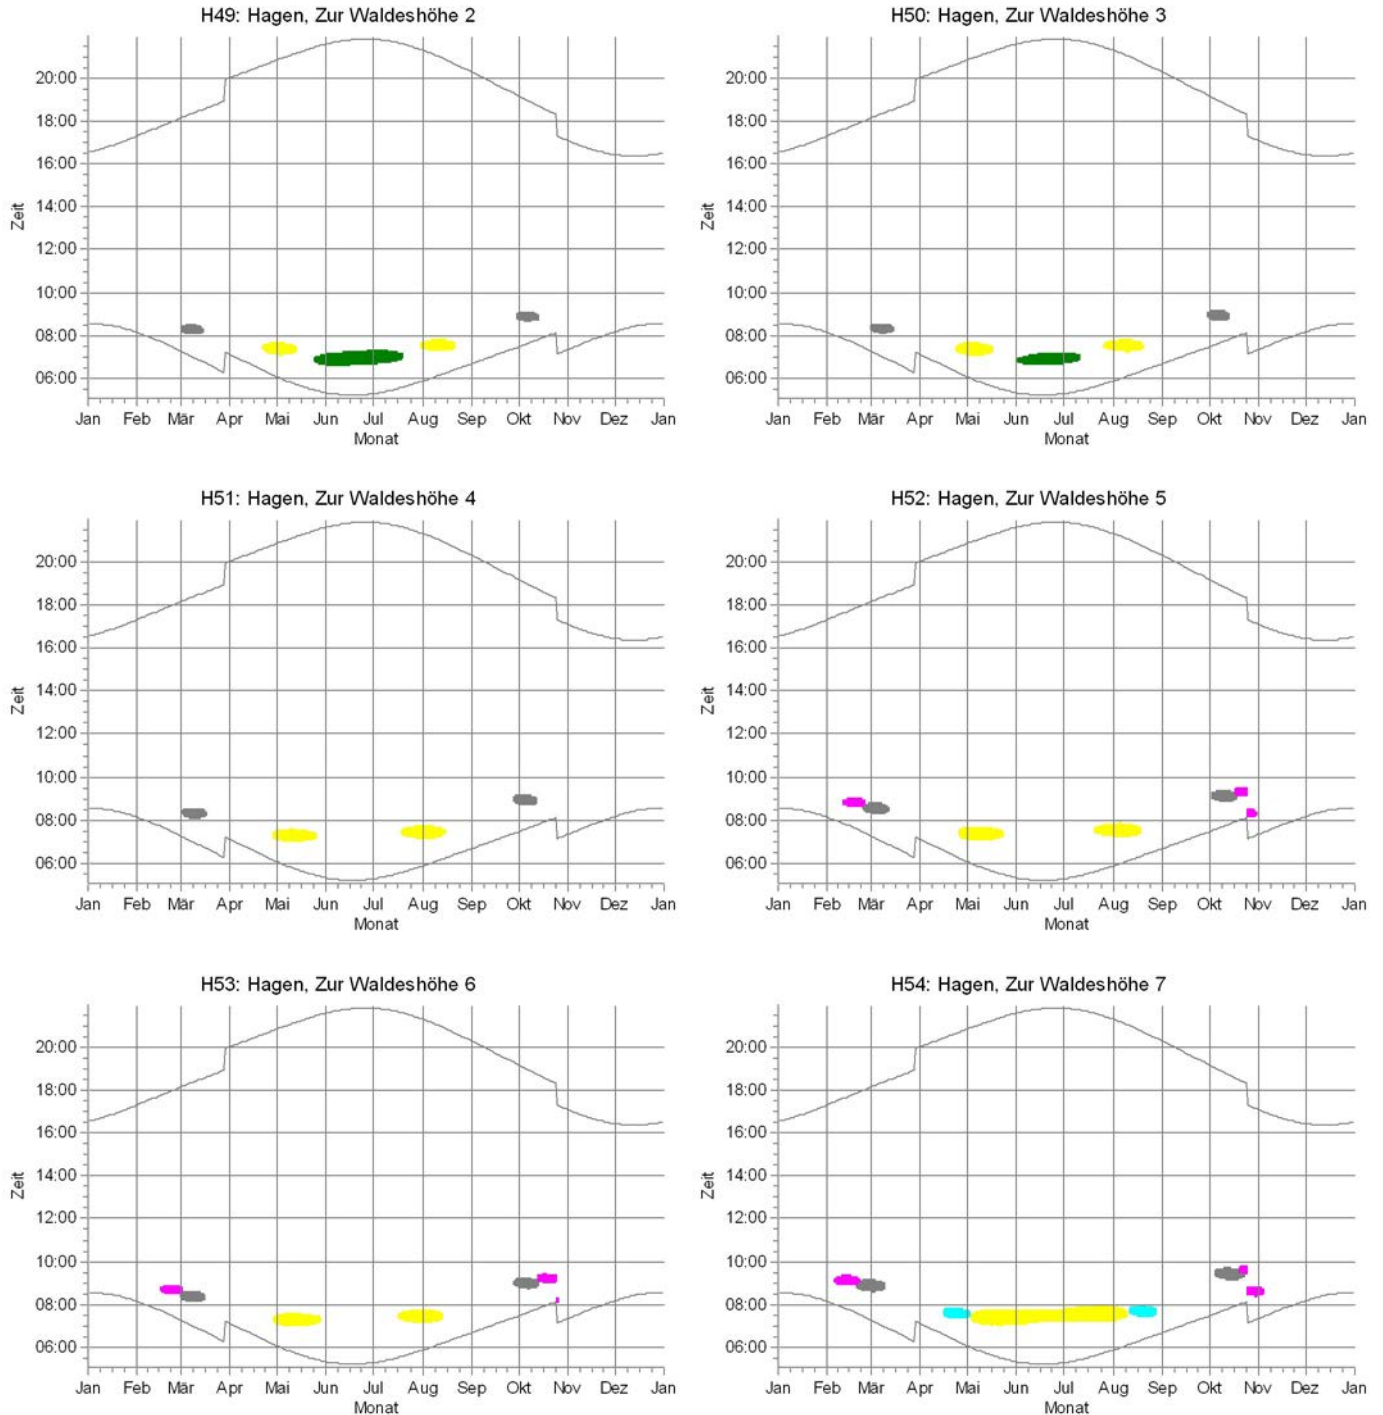 H49: Hagen, Zur Waldeshöhe 2
20:00
18:00
16:00
14:00
12:00
10:00
08:00
06:00
Zeit
Jan Feb Mär Apr Mai Jun Jul Aug Sep Okt Nov Dez Jan
Monat
H50: Hagen, Zur Waldeshöhe 3
20:00
18:00
16:00
14:00
12:00
10:00
08:00
06:00
Zeit
Jan Feb Mär Apr Mai Jun Jul Aug Sep Okt Nov Dez Jan
Monat
H51: Hagen, Zur Waldeshöhe 4
20:00
18:00
16:00
14:00
12:00
10:00
08:00
06:00
Zeit
Jan Feb Mär Apr Mai Jun Jul Aug Sep Okt Nov Dez Jan
Monat
H52: Hagen, Zur Waldeshöhe 5
20:00
18:00
16:00
14:00
12:00
10:00
08:00
06:00
Zeit
Jan Feb Mär Apr Mai Jun Jul Aug Sep Okt Nov Dez Jan
Monat
H53: Hagen, Zur Waldeshöhe 6
20:00
18:00
16:00
14:00
12:00
10:00
08:00
06:00
Zeit
Jan Feb Mär Apr Mai Jun Jul Aug Sep Okt Nov Dez Jan
Monat
H54: Hagen, Zur Waldeshöhe 7
20:00
18:00
16:00
14:00
12:00
10:00
08:00
06:00
Zeit
Jan Feb Mär Apr Mai Jun Jul Aug Sep Okt Nov Dez Jan
Monat